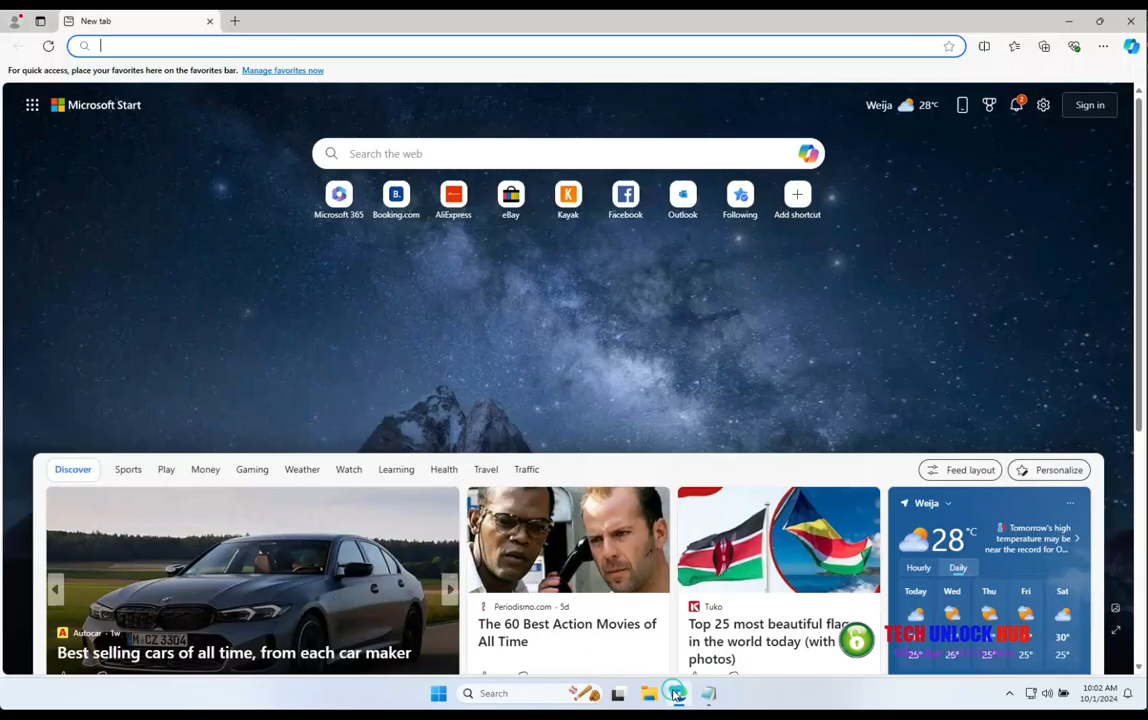 New tab
For quick access, place your favorites here on the favorites bar. Manage favorites now
Microsoft Start
Weija 28°C
2
Sign in
Search the web
Microsoft 365
Booking.com
AliExpress
eBay
Kayak
Facebook
Outlook
Following
Add shortcut
Discover
Sports
Play
Money
Gaming
Weather
Watch
Learning
Health
Travel
Traffic
Feed layout
Personalize
Autocar · 1w
Best selling cars of all time, from each car maker
Periodismo.com · 5d
The 60 Best Action Movies of
All Time
Tuko
Top 25 most beautiful flag
in the world today (with
photos)
Weija
28°C
Tomorrow's high
temperature may be
near the record for O...
Hourly
Daily
Today
Wed
Thu
Fri
Sat
30°
25°
25°
25°
25°
25°
TECH UNLOCK HUB
Search
10:02 AM
10/1/2024